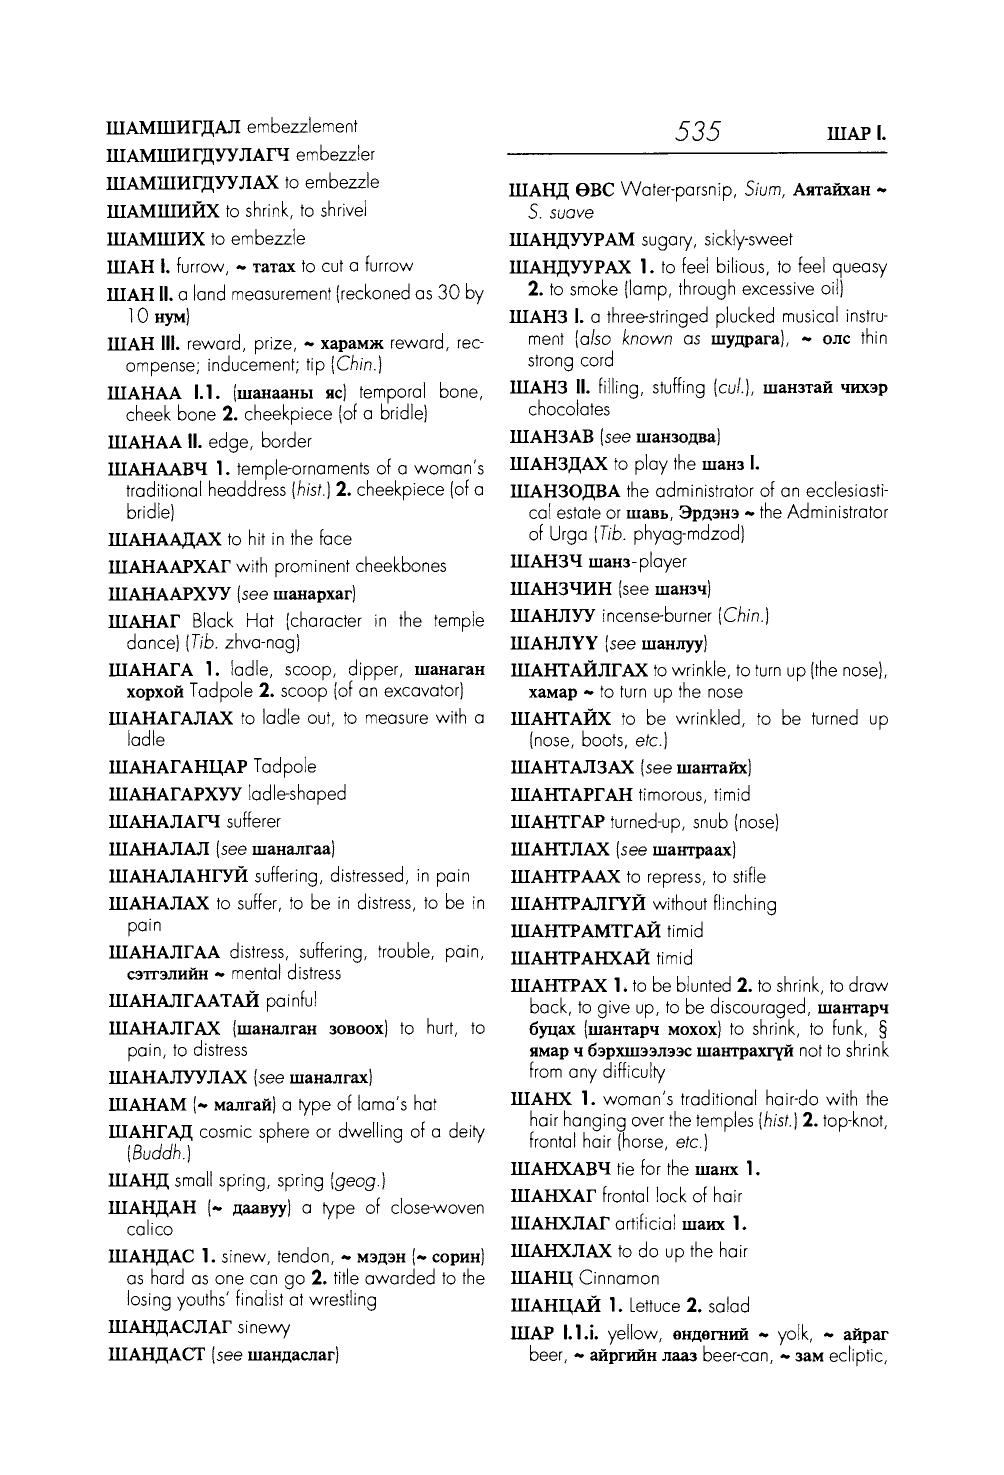 ШАМШИГДАЛ embezzlement
ШАМШИГДУУЛАГЧ embezzler
ШАМШИГДУУЛАХ to embezzle
ШАМШИЙХ to shrink, to shrivel
ШАМШИХ to embezzle
ШАН I. furrow, ~ татах to cut a furrow
ШАН II. a land measurement (reckoned as 30 by
10 нум)
ШАН III. reward, prize, ~ харамж reward, rec-
ompense; inducement; tip (Chin.)
ШАНАА I.1. (шанааны яс) temporal bone,
cheek bone 2. cheekpiece (of a bridle)
ШАНАА II. edge, border
ШАНААВЧ 1. temple-ornaments of a woman's
traditional headdress (hist.) 2. cheekpiece (of a
bridle)
ШАНААДАХ to hit in the face
ШАНААРХАГ with prominent cheekbones
ШАНААРХУУ (see шанархаг)
ШАНАГ Black Hat (character in the temple
dance) (Tib. zhva-nag)
ШАНАГА 1. ladle, scoop, dipper, шанаган
хорхой Tadpole 2. scoop (of an excavator)
ШАНАГАЛАХ to ladle out, to measure with a
ladle
ШАНАГАНЦАР Tadpole
ШАНАГАРХУУ ladle-shaped
ШАНАЛАГЧ sufferer
ШАНАЛАЛ (see шаналгаа)
ШАНАЛАНГУЙ suffering, distressed, in pain
ШАНАЛАХ to suffer, to be in distress, to be in
pain
ШАНАЛГАА distress, suffering, trouble, pain,
сэтгэлийн ~ mental distress
ШАНАЛГААТАЙ painful
ШАНАЛГАХ (шаналган зовоох) to hurt, to
pain, to distress
ШАНАЛУУЛАХ (see шаналгах)
ШАНАМ (~ малгай) a type of lama's hat
ШАНГАД cosmic sphere or dwelling of a deity
(Buddh.)
ШАНД small spring, spring (geog.)
ШАНДАН (~ даавуу) a type of close-woven
calico
ШАНДАС 1. sinew, tendon, ~ мэдэн (~ сорин)
as hard as one can go 2. title awarded to the
losing youths' finalist at wrestling
ШАНДАСЛАГ sinewy
ШАНДАСТ (see шандаслаг)
535 ШАР I.
ШАНД ӨВС Water-parsnip, Sium, Аятайхан ~
S. suave
ШАНДУУРАМ sugary, sickly-sweet
ШАНДУУРАХ 1. to feel bilious, to feel queasy
2. to smoke (lamp, through excessive oil)
ШАНЗ I. a three-stringed plucked musical instru-
ment (also known as шудрага), ~ олс thin
strong cord
ШАНЗ II. filling, stuffing (cul.), шанзтай чихэр
chocolates
ШАНЗАВ (see шанзодва)
ШАНЗДАХ to play the шанз I.
ШАНЗОДВА the administrator of an ecclesiasti-
cal estate or шавь, Эрдэнэ ~ the Administrator
of Urga (Tib. phyag-mdzod)
ШАНЗЧ шанз-player
ШАНЗЧИН (see шанзч)
ШАНЛУУ incense-burner (Chin.)
ШАНЛҮҮ (see шанлуу)
ШАНТАЙЛГАХ to wrinkle, to turn up (the nose),
хамар ~ to turn up the nose
ШАНТАЙХ to be wrinkled, to be turned up
(nose, boots, etc.)
ШАНТАЛЗАХ (see шантайх)
ШАНТАРГАН timorous, timid
ШАНТГАР turned-up, snub (nose)
ШАНТЛАХ (see шантраах)
ШАНТРААХ to repress, to stifle
ШАНТРАЛГҮЙ without flinching
ШАНТРАМТГАЙ timid
ШАНТРАНХАЙ timid
ШАНТРАХ 1. to be blunted 2. to shrink, to draw
back, to give up, to be discouraged, шантарч
буцах (шантарч мохох) to shrink, to funk, §
ямар ч бэрхшээлээс шантрахгүй not to shrink
from any difficulty
ШАНХ 1. woman's traditional hair-do with the
hair hanging over the temples (hist.) 2. top-knot,
frontal hair (horse, etc.)
ШАНХАВЧ tie for the шанх 1.
ШАНХАГ frontal lock of hair
ШАНХЛАГ artificial шаих 1.
ШАНХЛАХ to do up the hair
ШАНЦ Cinnamon
ШАНЦАЙ 1. Lettuce 2. salad
ШАР I.1.i. yellow, өндөгний ~ yolk, ~ айраг
beer, ~ айргийн лааз beer-can, ~ зам ecliptic,